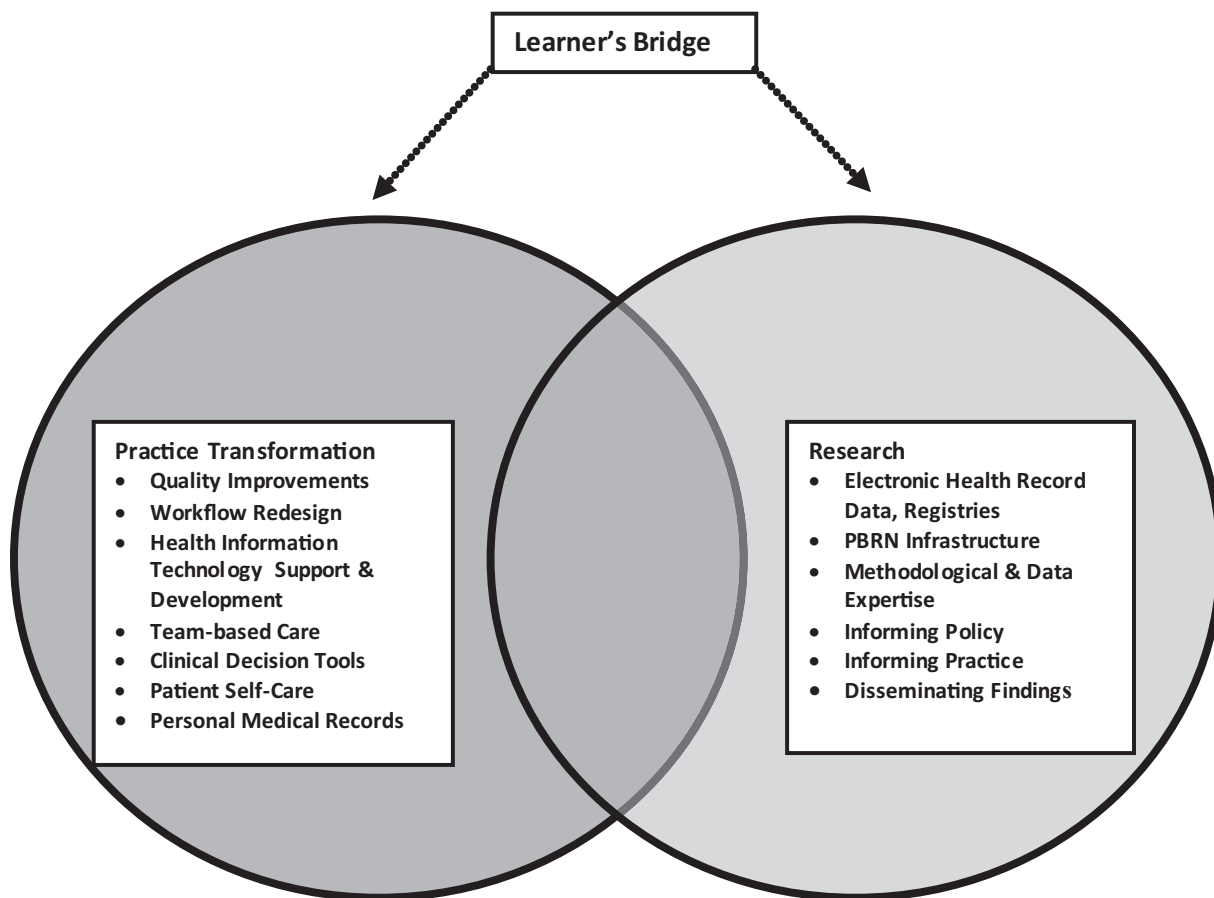 Learner’s Bridge
Practice Transformation
• Quality Improvements
• Workflow Redesign
• Health Information
Technology Support &
Development
• Team-based Care
• Clinical Decision Tools
• Patient Self-Care
• Personal Medical Records
Research
• Electronic Health Record
Data, Registries
• PBRN Infrastructure
• Methodological & Data
Expertise
• Informing Policy
• Informing Practice
• Disseminating Findings